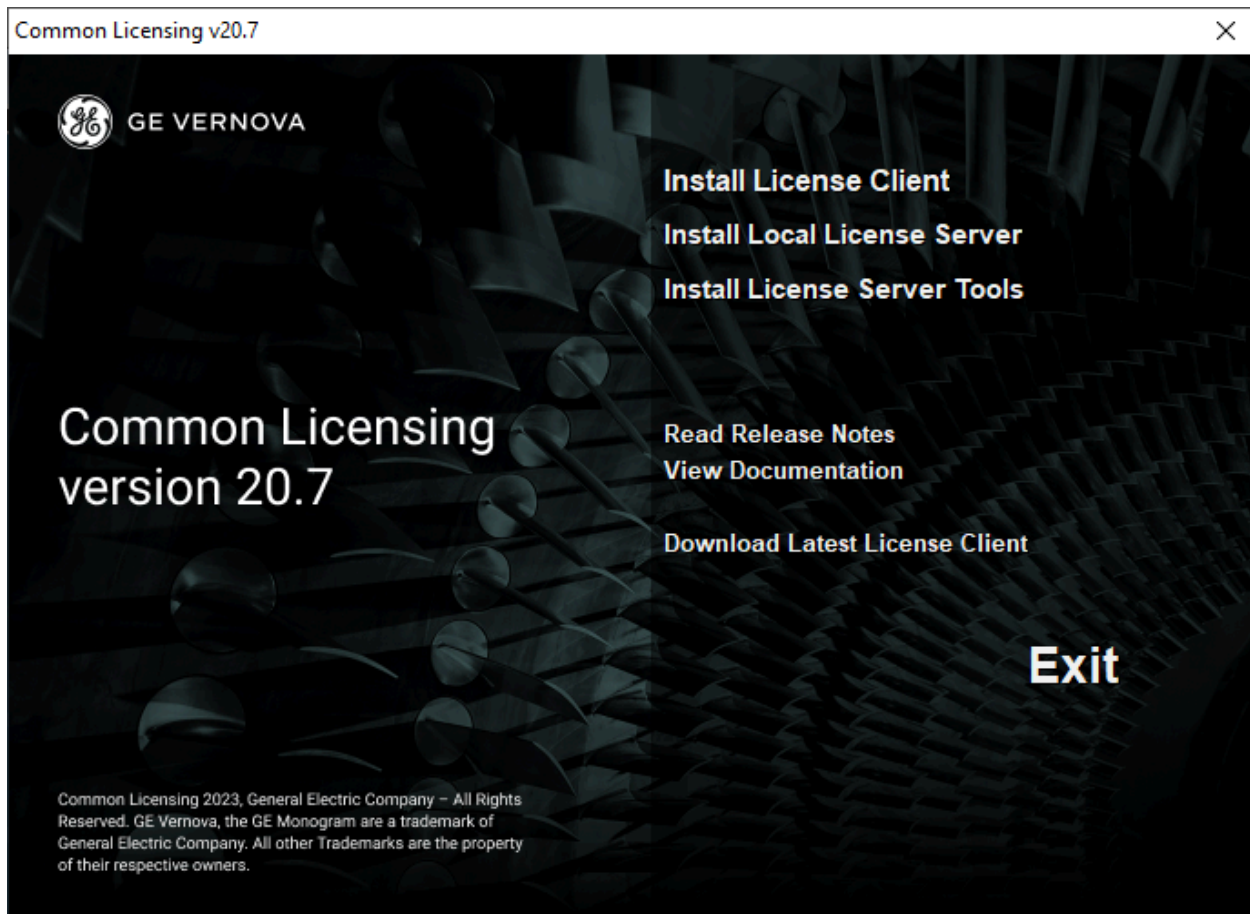 Common Licensing v20.7
GE VERNOVA
Install License Client
Install Local License Server
Install License Server Tools
Common Licensing
version 20.7
Read Release Notes
View Documentation
Download Latest License Client
Exit
Common Licensing 2023, General Electric Company – All Rights
Reserved. GE Vernova, the GE Monogram are a trademark of
General Electric Company. All other Trademarks are the property
of their respective owners.